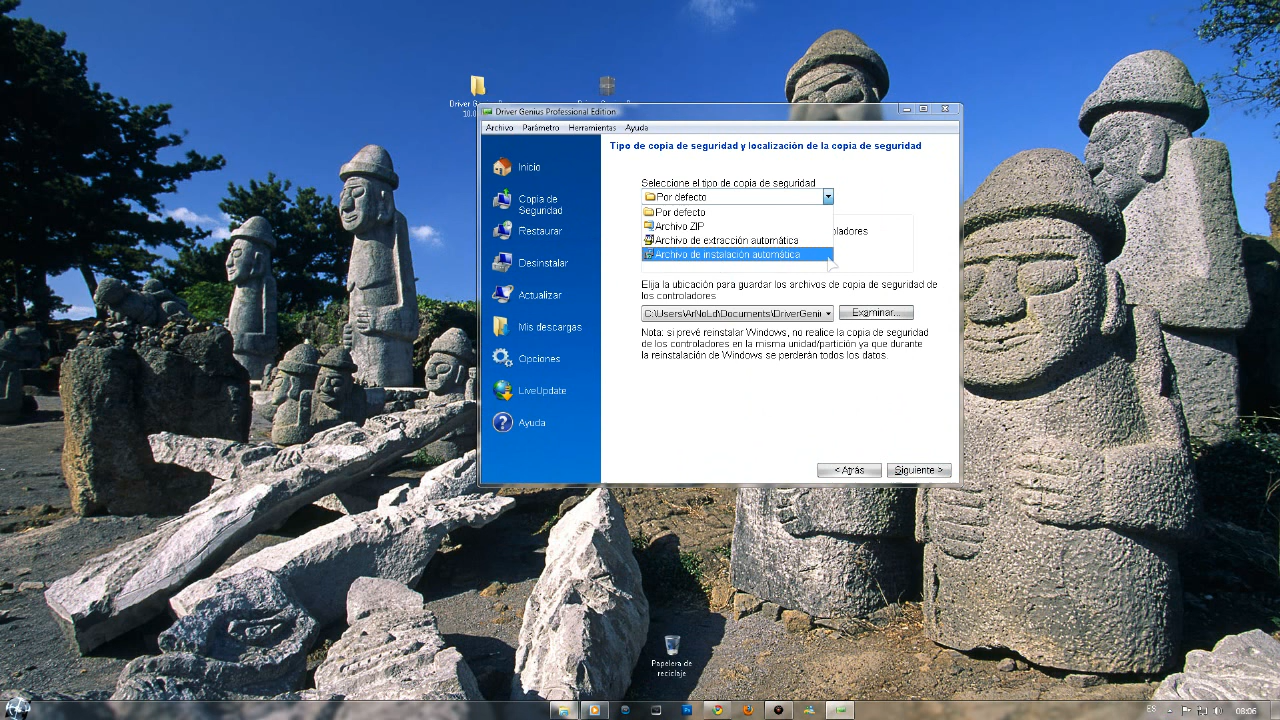 Driver Genius Professional Edition
Archivo Parámetro Herramientas Ayuda
Tipo de copia de seguridad y localización de la copia de seguridad
Inicio
Copia de
Seguridad
Restaurar
Desinstalar
Actualizar
Mis descargas
Opciones
LiveUpdate
Ayuda
Seleccione el tipo de copia de seguridad
Por defecto
Por defecto
Archivo ZIP
Archivo de extracción automática
Archivo de instalación automática
Elija la ubicación para guardar los archivos de copia de seguridad de
los controladores
C:\Users\ArNoLd\Documents\DriverGeni
Examinar...
Nota: si prevé reinstalar Windows, no realice la copia de seguridad
de los controladores en la misma unidad/partición ya que durante
la reinstalación de Windows se perderán todos los datos.
< Atrás
Siguiente >
Papelera de
reciclaje
ES
08:06